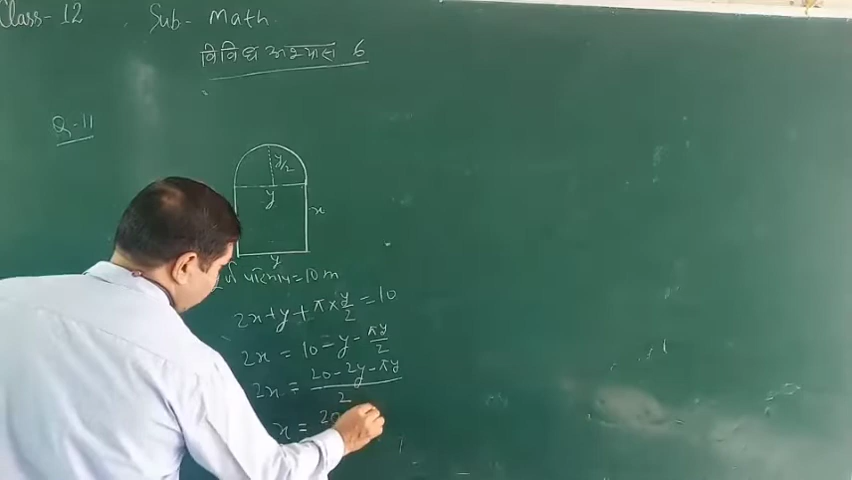 Class- 12 Sub- Math
विविध अभ्यास 6
Q-11
y/2
y
x
y
परिमाप = 10 m
2x+y+π×y/2=10
2x = 10-y-πy/2
2x = 20-2y-πy/2
x = 20